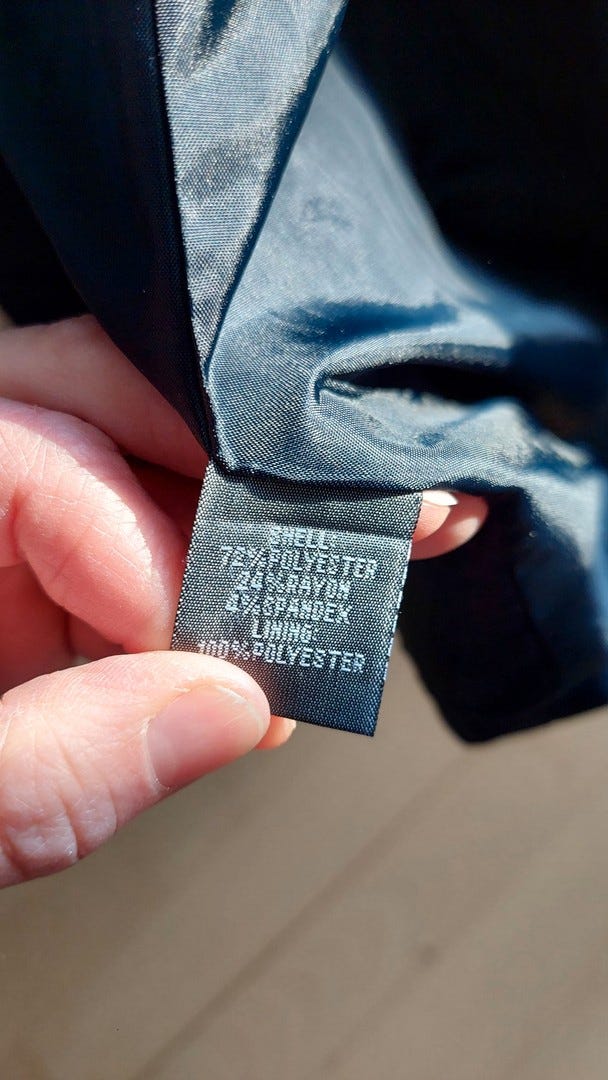 SHELL:
72%POLYESTER
24%RAYON
4%SPANDEX
LINING:
100%POLYESTER